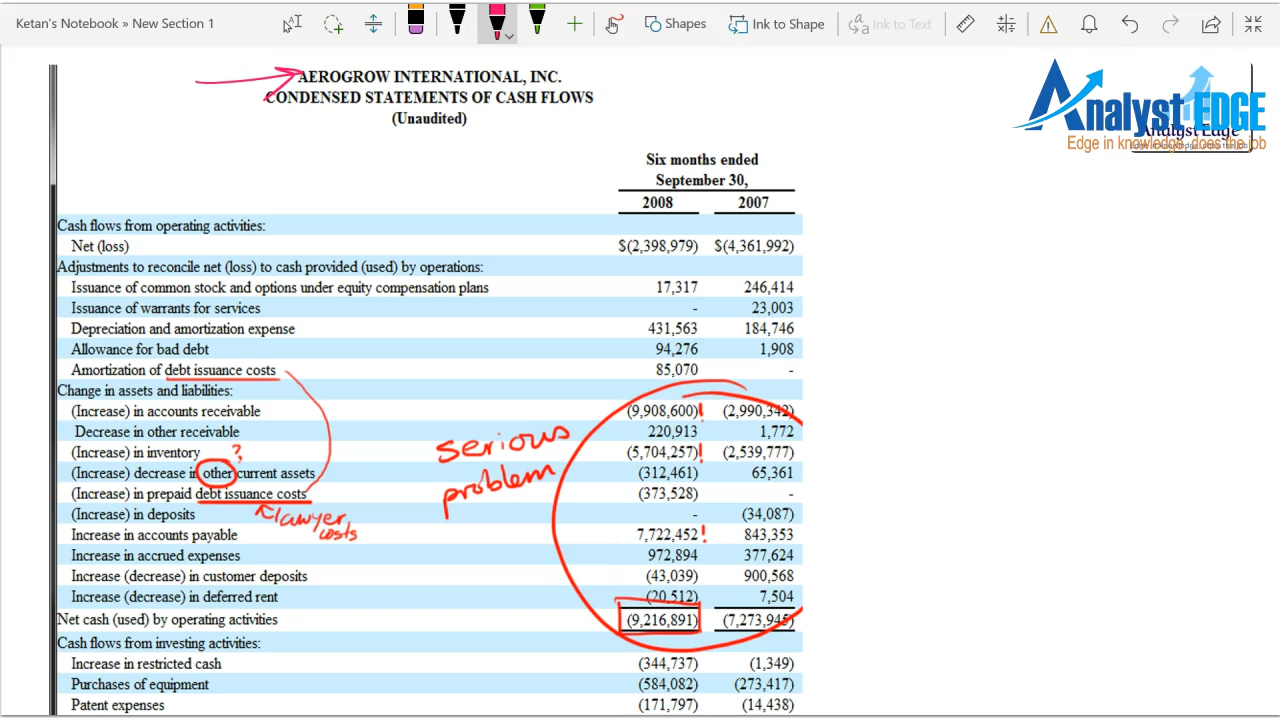 Ketan's Notebook » New Section 1
Shapes
Ink to Shape
Ink to Text
AEROGROW INTERNATIONAL, INC.
CONDENSED STATEMENTS OF CASH FLOWS
(Unaudited)
Analyst EDGE
Analyst Edge
Edge in knowledge, does the job
Six months ended
September 30,
2008 2007
Cash flows from operating activities:
Net (loss) $(2,398,979) $(4,361,992)
Adjustments to reconcile net (loss) to cash provided (used) by operations:
Issuance of common stock and options under equity compensation plans 17,317 246,414
Issuance of warrants for services - 23,003
Depreciation and amortization expense 431,563 184,746
Allowance for bad debt 94,276 1,908
Amortization of debt issuance costs 85,070 -
Change in assets and liabilities:
(Increase) in accounts receivable (9,908,600)! (2,990,342)
Decrease in other receivable 220,913 1,772
(Increase) in inventory ? (5,704,257)! (2,539,777)
(Increase) decrease in other current assets (312,461) 65,361
(Increase) in prepaid debt issuance costs (373,528) -
(Increase) in deposits - (34,087)
Increase in accounts payable 7,722,452! 843,353
Increase in accrued expenses 972,894 377,624
Increase (decrease) in customer deposits (43,039) 900,568
Increase (decrease) in deferred rent (20,512) 7,504
Net cash (used) by operating activities (9,216,891) (7,273,945)
Cash flows from investing activities:
Increase in restricted cash (344,737) (1,349)
Purchases of equipment (584,082) (273,417)
Patent expenses (171,797) (14,438)
serious
problem
lawyer
costs